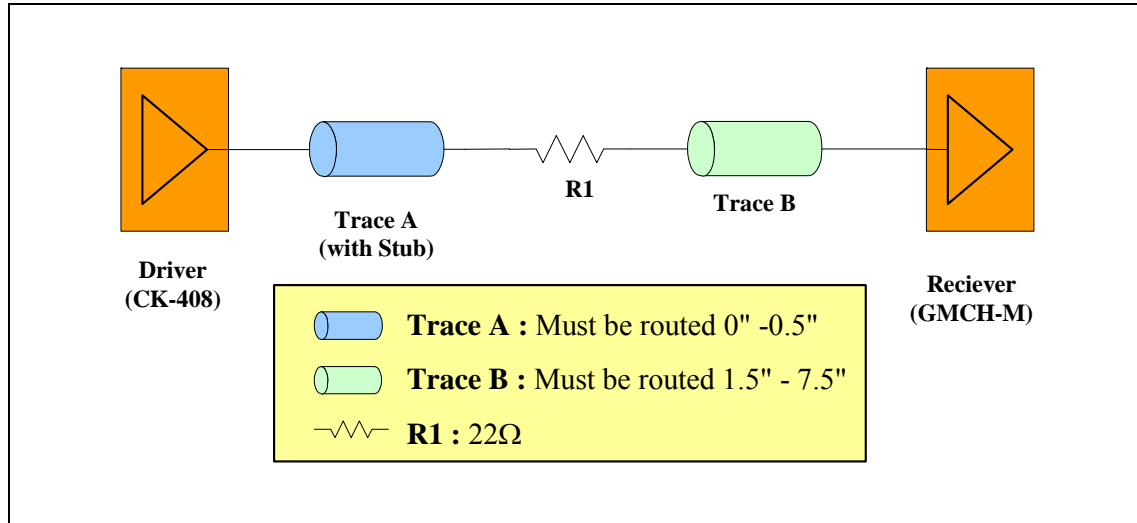 R1
Trace B
Trace A
(with Stub)
Driver
(CK-408)
Reciever
(GMCH-M)
Trace A : Must be routed 0" -0.5"
Trace B : Must be routed 1.5" - 7.5"
R1 : 22Ω